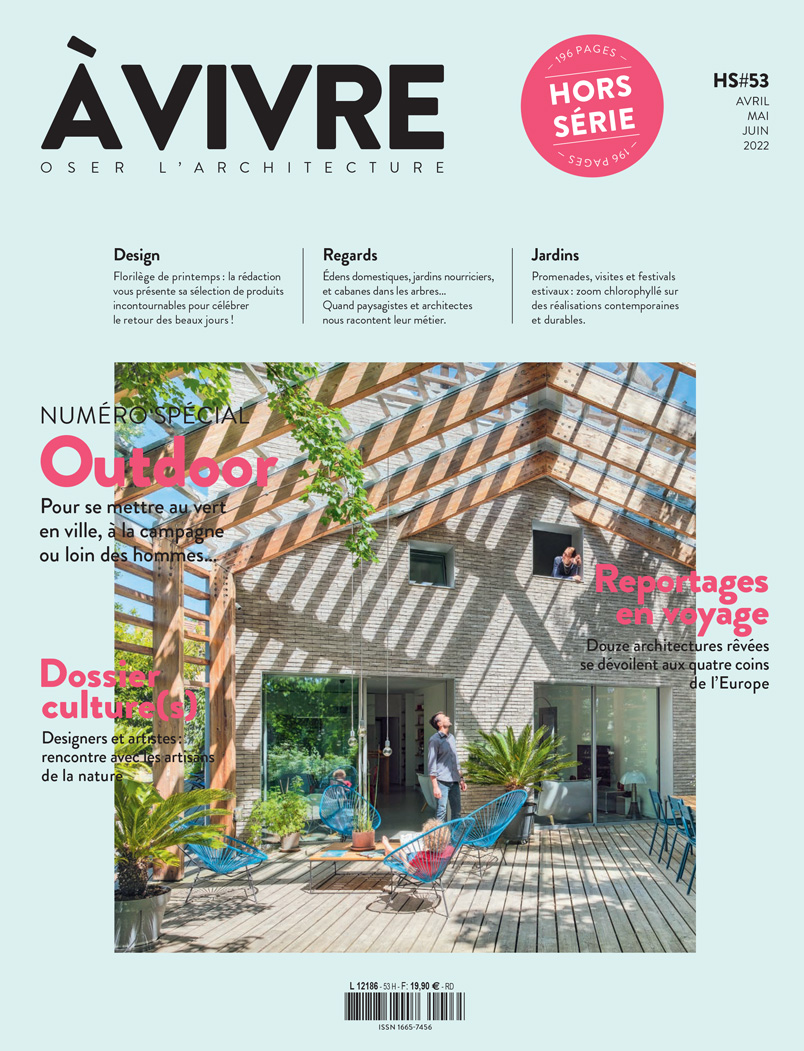 À VIVRE
OSER L'ARCHITECTURE
– 196 PAGES –
HORS
SÉRIE
– 196 PAGES –
HS#53
AVRIL
MAI
JUIN
2022
Design
Florilège de printemps : la rédaction
vous présente sa sélection de produits
incontournables pour célébrer
le retour des beaux jours !
Regards
Édens domestiques, jardins nourriciers,
et cabanes dans les arbres...
Quand paysagistes et architectes
nous racontent leur métier.
Jardins
Promenades, visites et festivals
estivaux : zoom chlorophyllé sur
des réalisations contemporaines
et durables.
NUMÉRO SPÉCIAL
Outdoor
Pour se mettre au vert
en ville, à la campagne
ou loin des hommes...
Reportages
en voyage
Douze architectures rêvées
se dévoilent aux quatre coins
de l'Europe
Dossier
culture(s)
Designers et artistes :
rencontre avec les artisans
de la nature
L 12186 - 53 H - F: 19,90 € - RD
ISSN 1665-7456